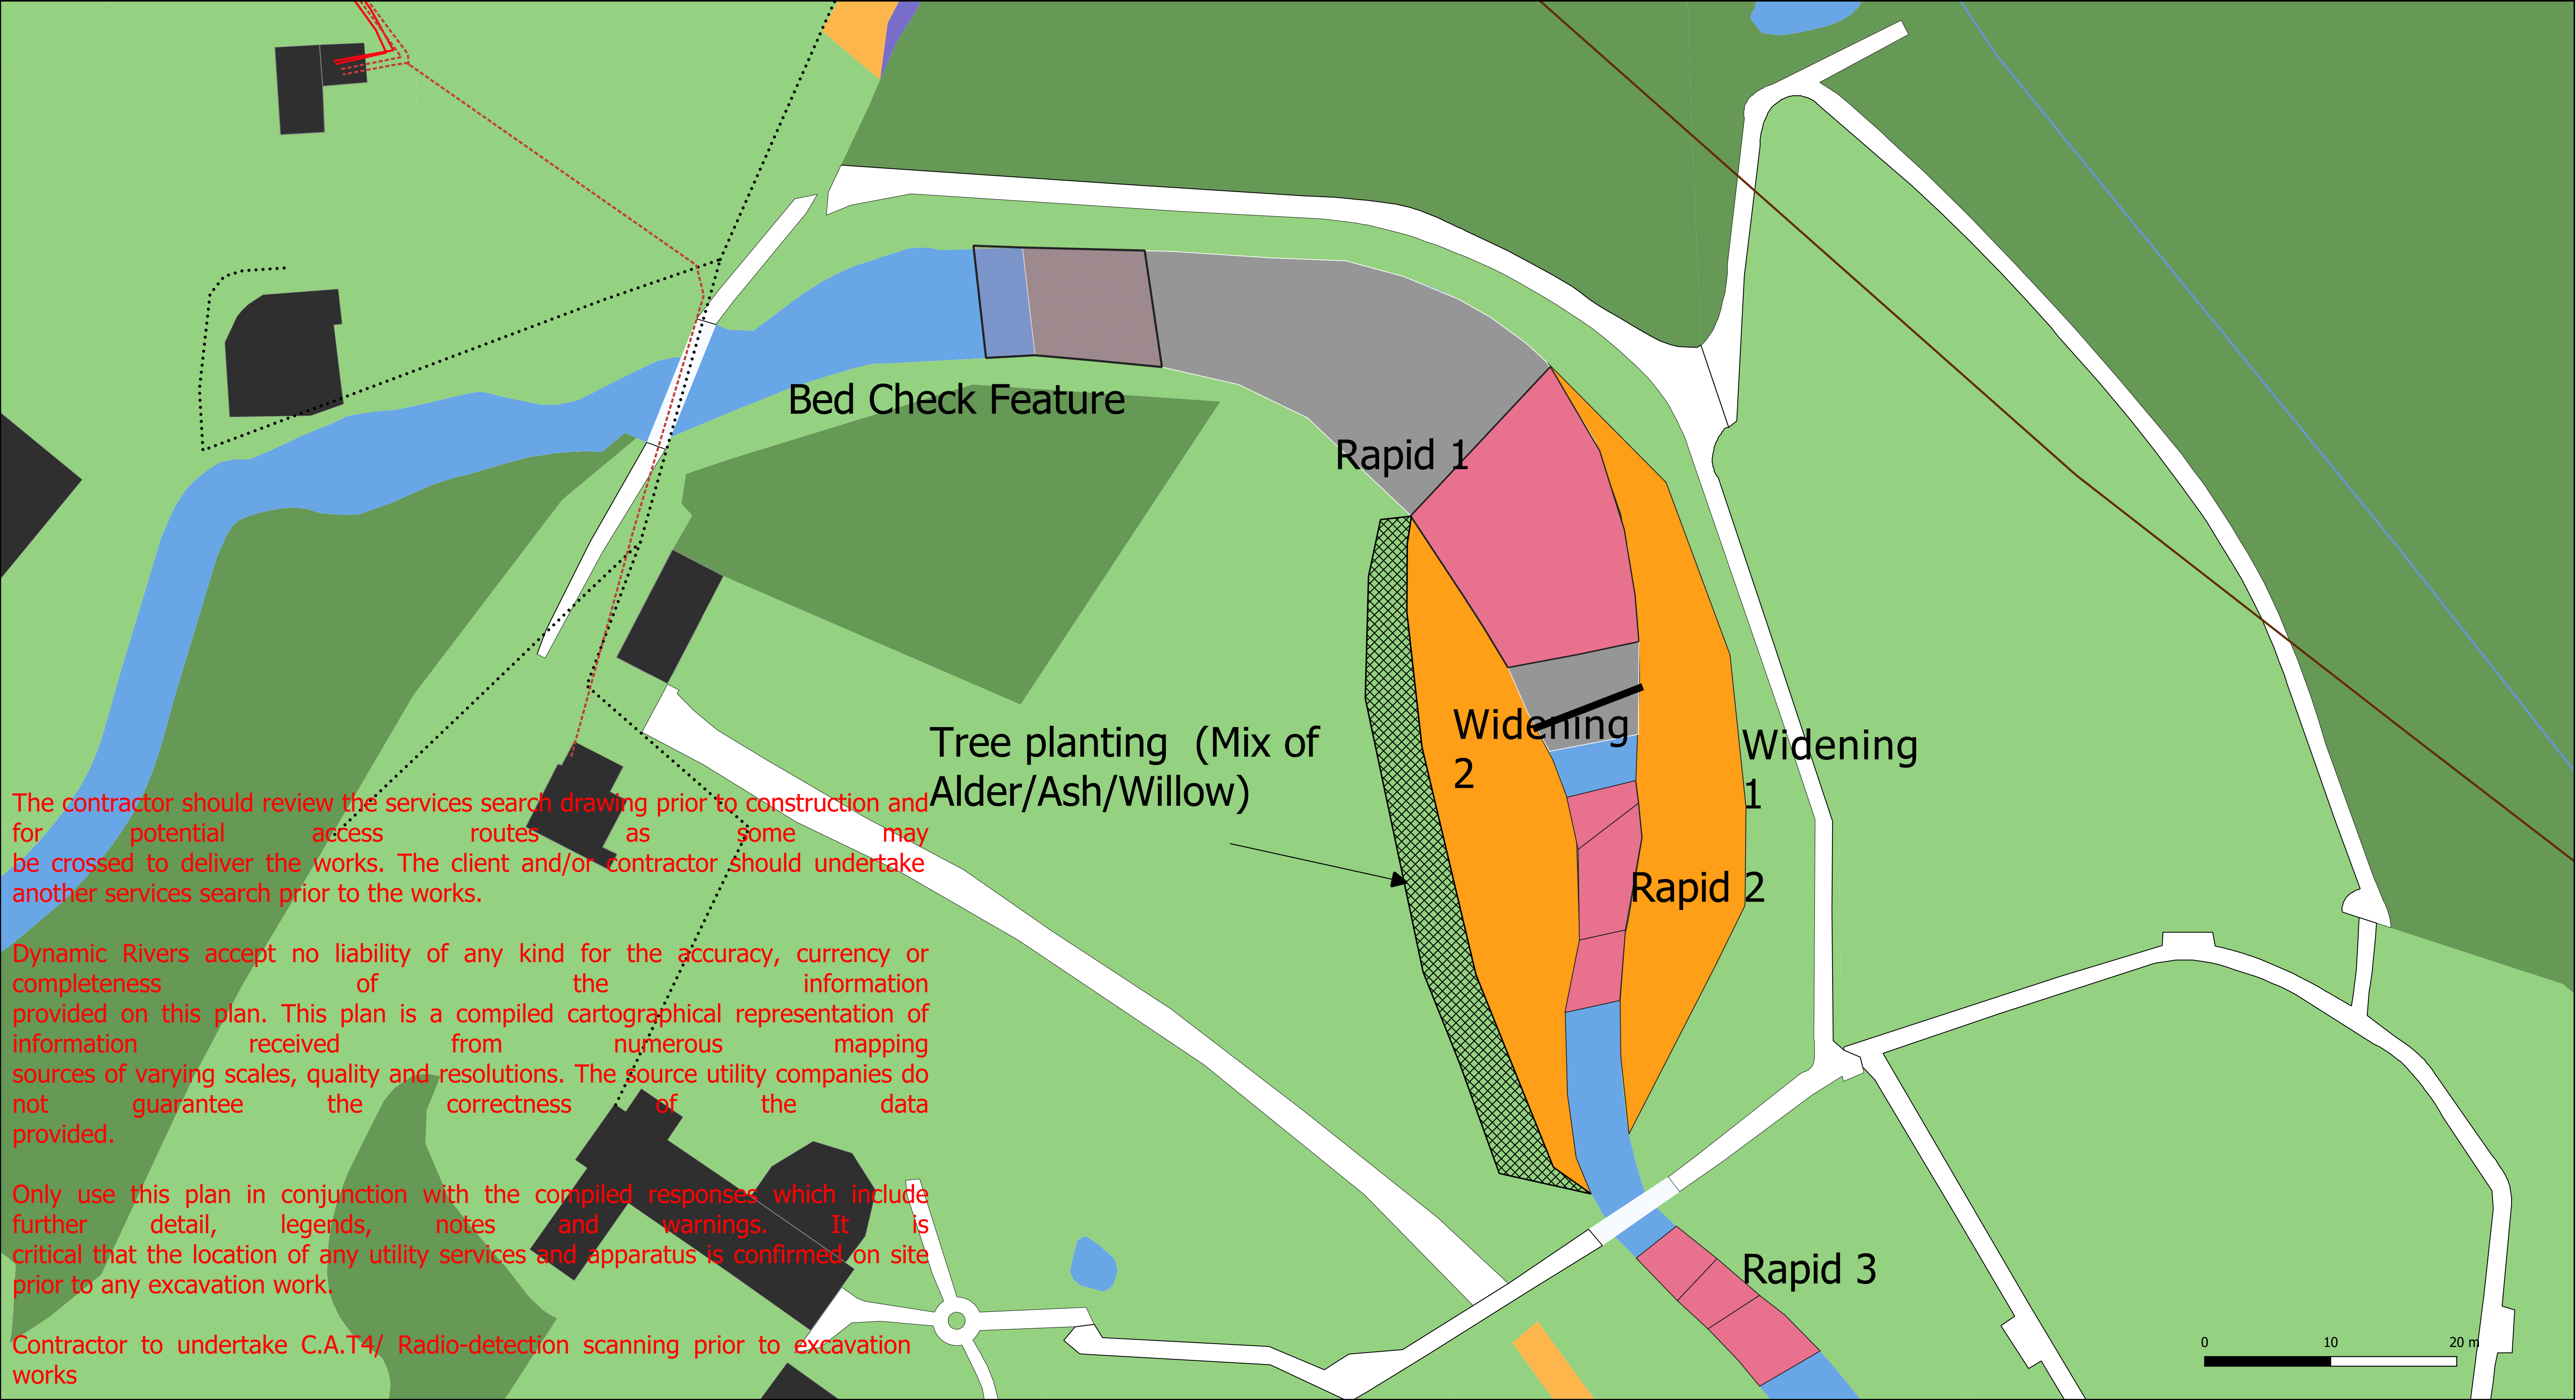 Bed Check Feature
Rapid 1
Tree planting (Mix of
Alder/Ash/Willow)
Widening
2
Widening
1
Rapid 2
Rapid 3
The contractor should review the services search drawing prior to construction and
for potential access routes as some may
be crossed to deliver the works. The client and/or contractor should undertake
another services search prior to the works.
Dynamic Rivers accept no liability of any kind for the accuracy, currency or
completeness of the information
provided on this plan. This plan is a compiled cartographical representation of
information received from numerous mapping
sources of varying scales, quality and resolutions. The source utility companies do
not guarantee the correctness of the data
provided.
Only use this plan in conjunction with the compiled responses which include
further detail, legends, notes and warnings. It is
critical that the location of any utility services and apparatus is confirmed on site
prior to any excavation work.
Contractor to undertake C.A.T4/ Radio-detection scanning prior to excavation
works
0 10 20 m